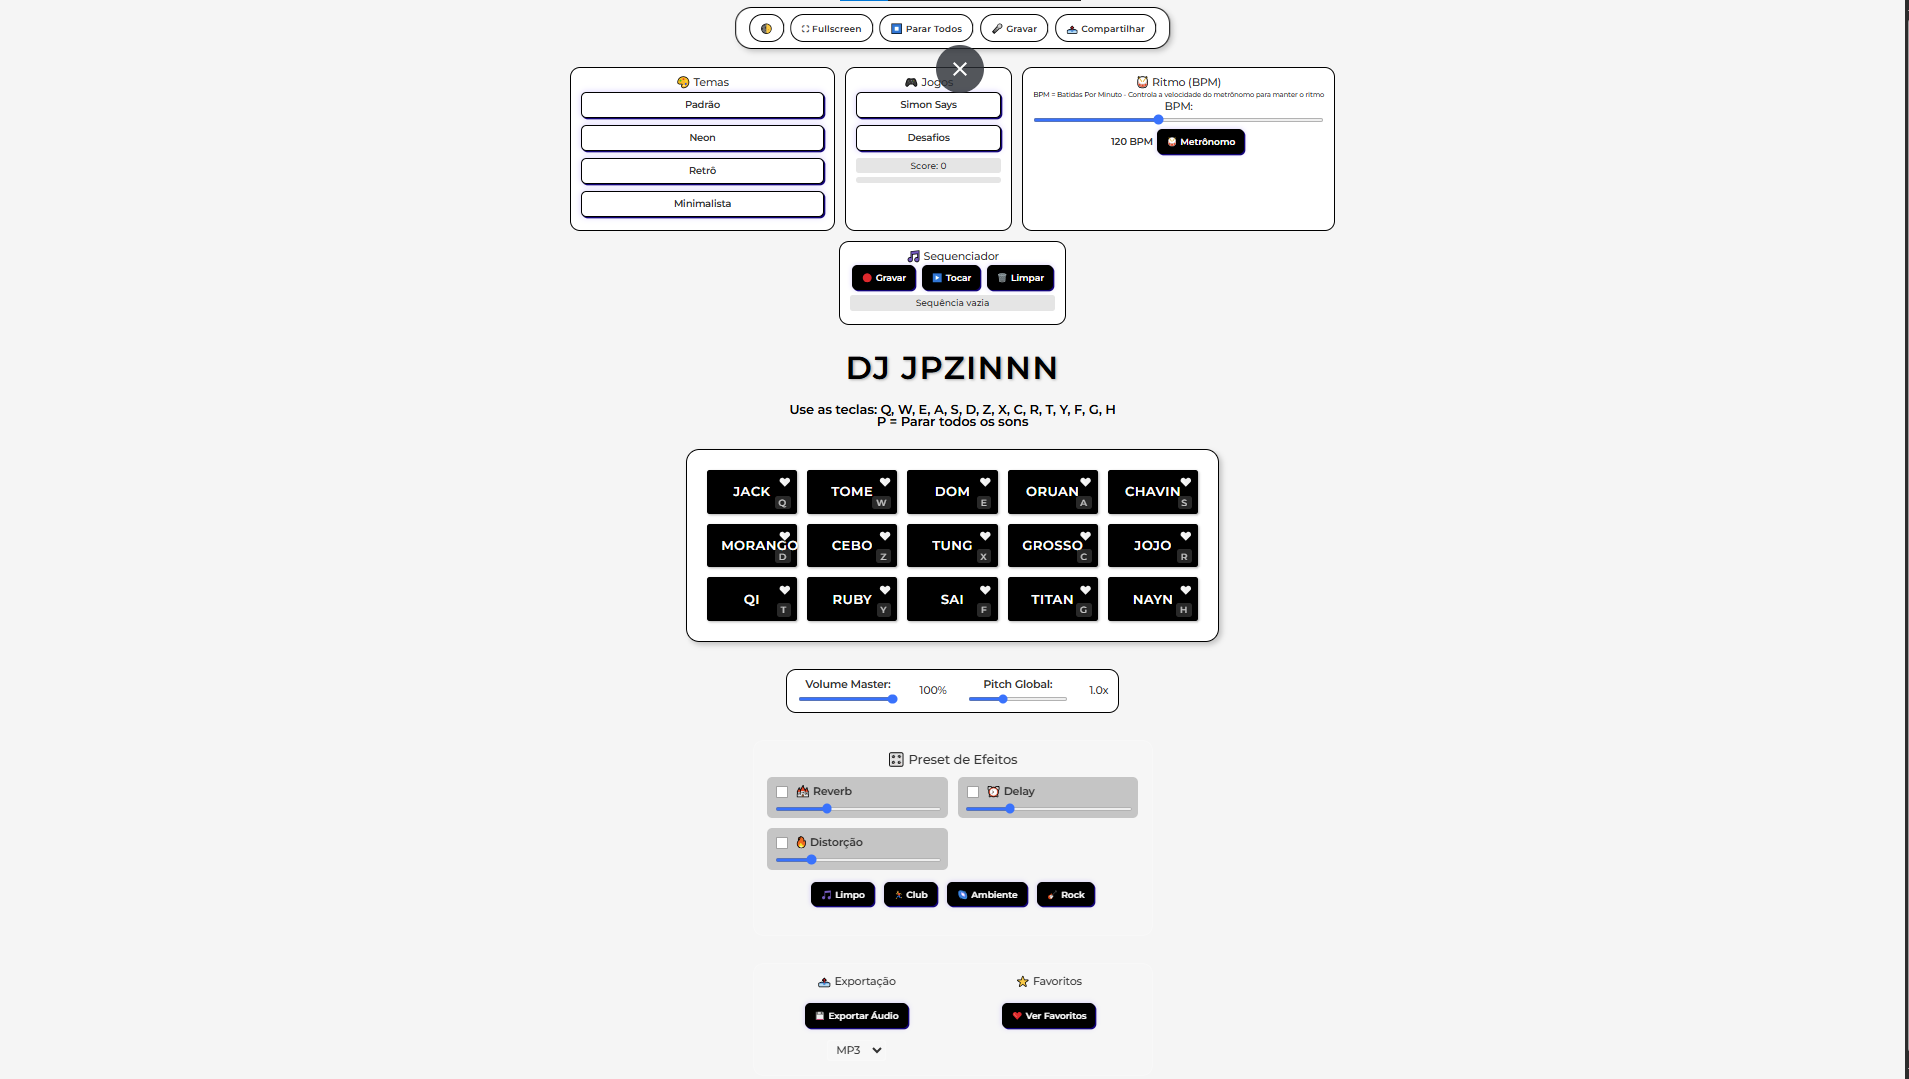 Fullscreen
Parar Todos
Gravar
Compartilhar
Temas
Padrão
Neon
Retrô
Minimalista
Jogos
Simon Says
Desafios
Score: 0
Ritmo (BPM)
BPM = Batidas Por Minuto - Controla a velocidade do metrônomo para manter o ritmo
BPM:
120 BPM
Metrônomo
Sequenciador
Gravar
Tocar
Limpar
Sequência vazia
DJ JPZINNN
Use as teclas: Q, W, E, A, S, D, Z, X, C, R, T, Y, F, G, H
P = Parar todos os sons
JACK Q
TOME W
DOM E
ORUAN A
CHAVIN S
MORANGO D
CEBO Z
TUNG X
GROSSO C
JOJO R
QI T
RUBY Y
SAI F
TITAN G
NAYN H
Volume Master:
100%
Pitch Global:
1.0x
Preset de Efeitos
Reverb
Delay
Distorção
Limpo
Club
Ambiente
Rock
Exportação
Exportar Áudio
MP3
Favoritos
Ver Favoritos